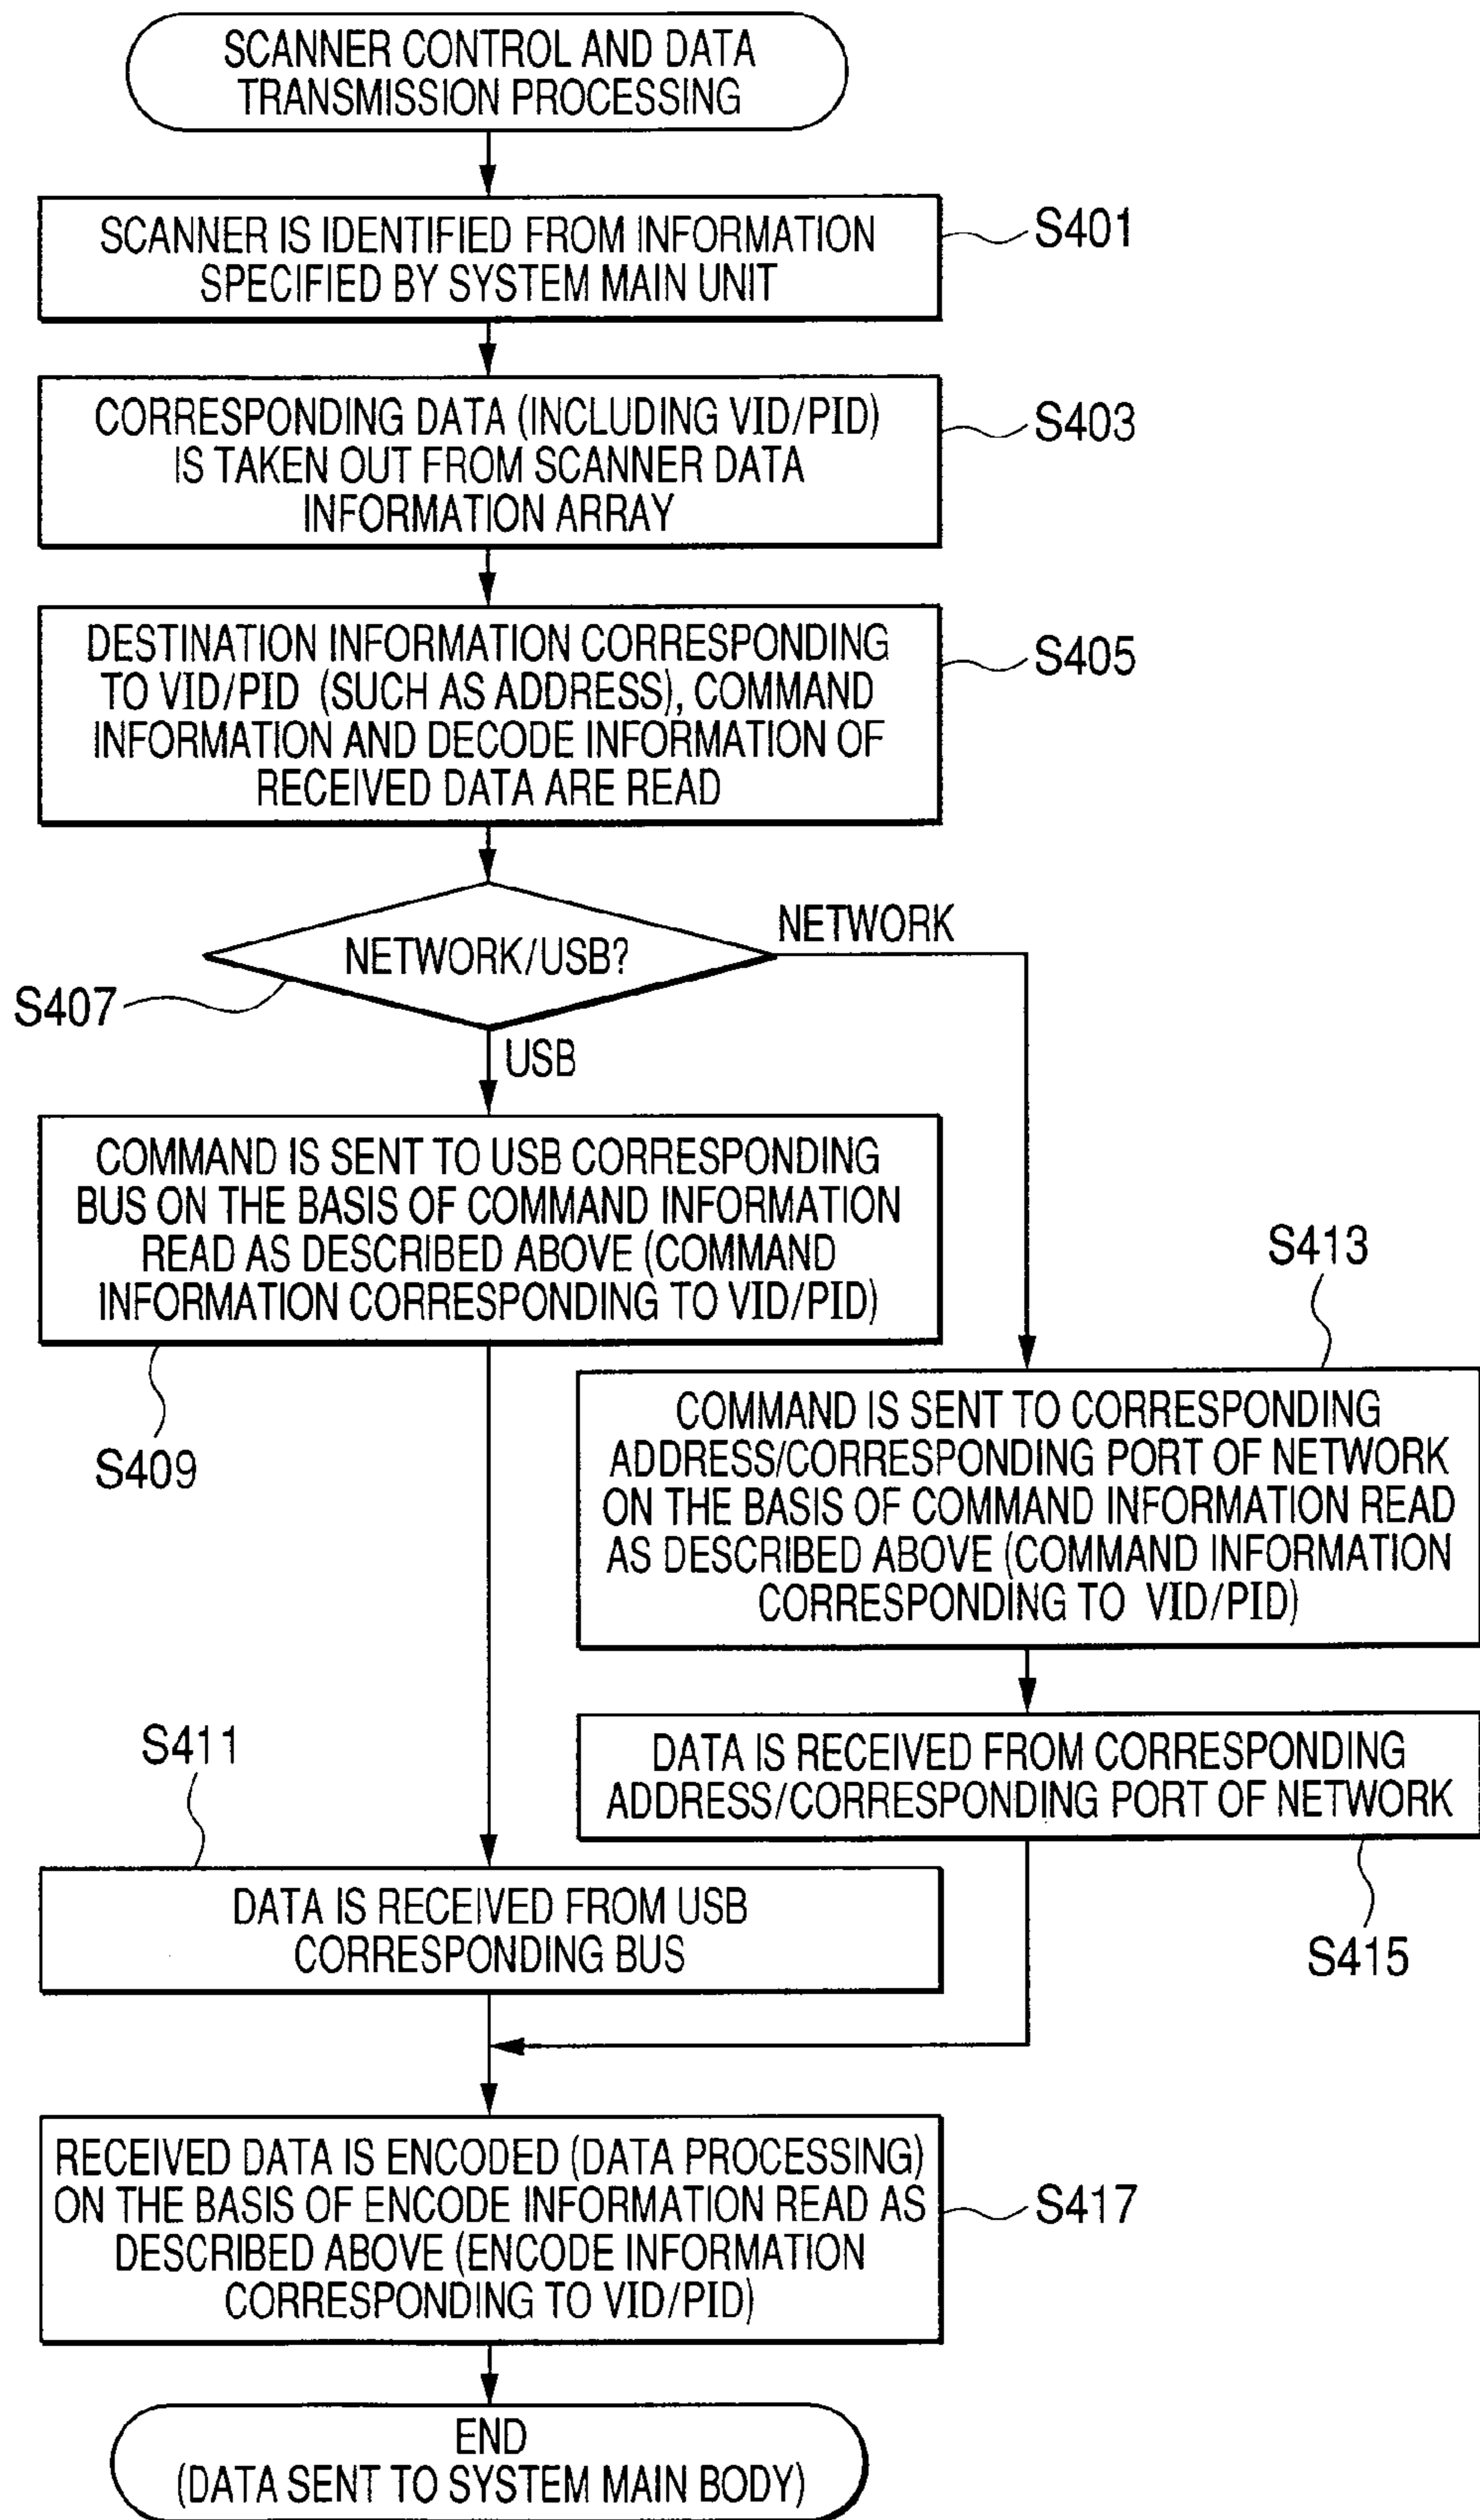 SCANNER CONTROL AND DATA
TRANSMISSION PROCESSING
SCANNER IS IDENTIFIED FROM INFORMATION
SPECIFIED BY SYSTEM MAIN UNIT
S401
CORRESPONDING DATA (INCLUDING VID/PID)
IS TAKEN OUT FROM SCANNER DATA
INFORMATION ARRAY
S403
DESTINATION INFORMATION CORRESPONDING
TO VID/PID (SUCH AS ADDRESS), COMMAND
INFORMATION AND DECODE INFORMATION OF
RECEIVED DATA ARE READ
S405
NETWORK/USB?
NETWORK
S407
USB
COMMAND IS SENT TO USB CORRESPONDING
BUS ON THE BASIS OF COMMAND INFORMATION
READ AS DESCRIBED ABOVE (COMMAND
INFORMATION CORRESPONDING TO VID/PID)
S409
S413
COMMAND IS SENT TO CORRESPONDING
ADDRESS/CORRESPONDING PORT OF NETWORK
ON THE BASIS OF COMMAND INFORMATION READ
AS DESCRIBED ABOVE (COMMAND INFORMATION
CORRESPONDING TO VID/PID)
DATA IS RECEIVED FROM CORRESPONDING
ADDRESS/CORRESPONDING PORT OF NETWORK
S415
S411
DATA IS RECEIVED FROM USB
CORRESPONDING BUS
RECEIVED DATA IS ENCODED (DATA PROCESSING)
ON THE BASIS OF ENCODE INFORMATION READ AS
DESCRIBED ABOVE (ENCODE INFORMATION
CORRESPONDING TO VID/PID)
S417
END
(DATA SENT TO SYSTEM MAIN BODY)